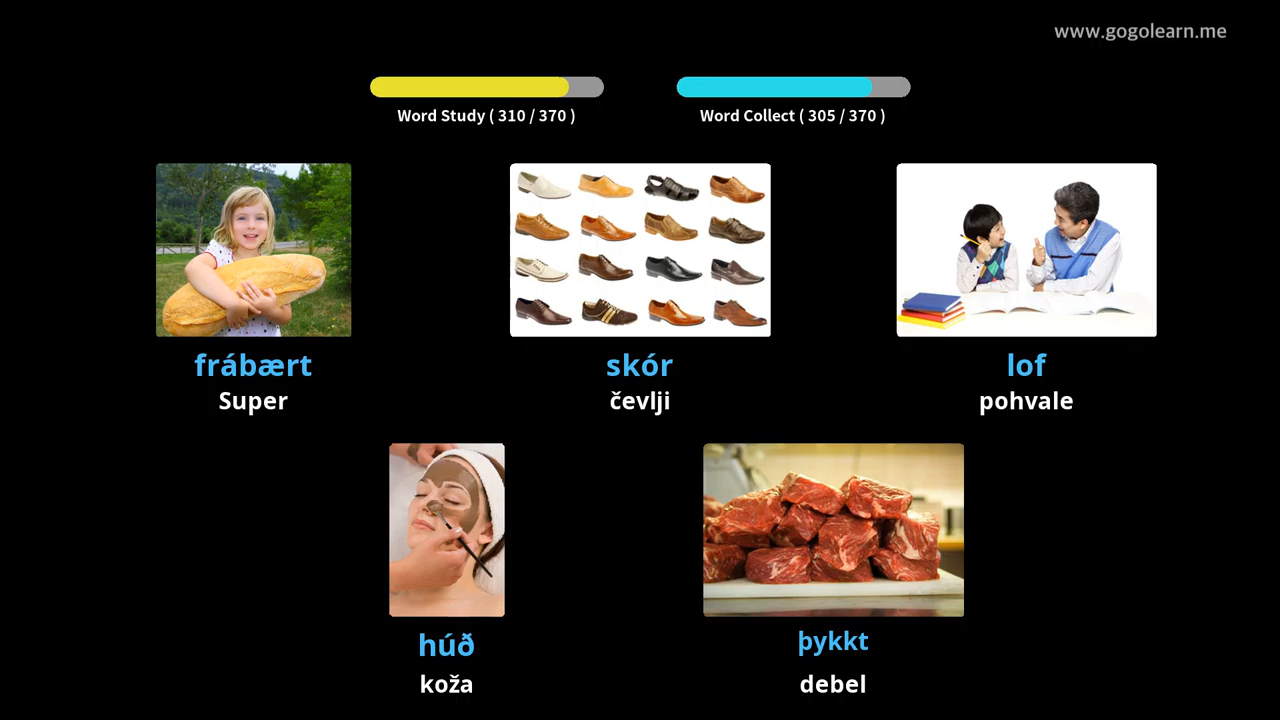 www.gogolearn.me
Word Study ( 310 / 370 )
Word Collect ( 305 / 370 )
frábært
Super
skór
čevlji
lof
pohvale
húð
koža
þykkt
debel